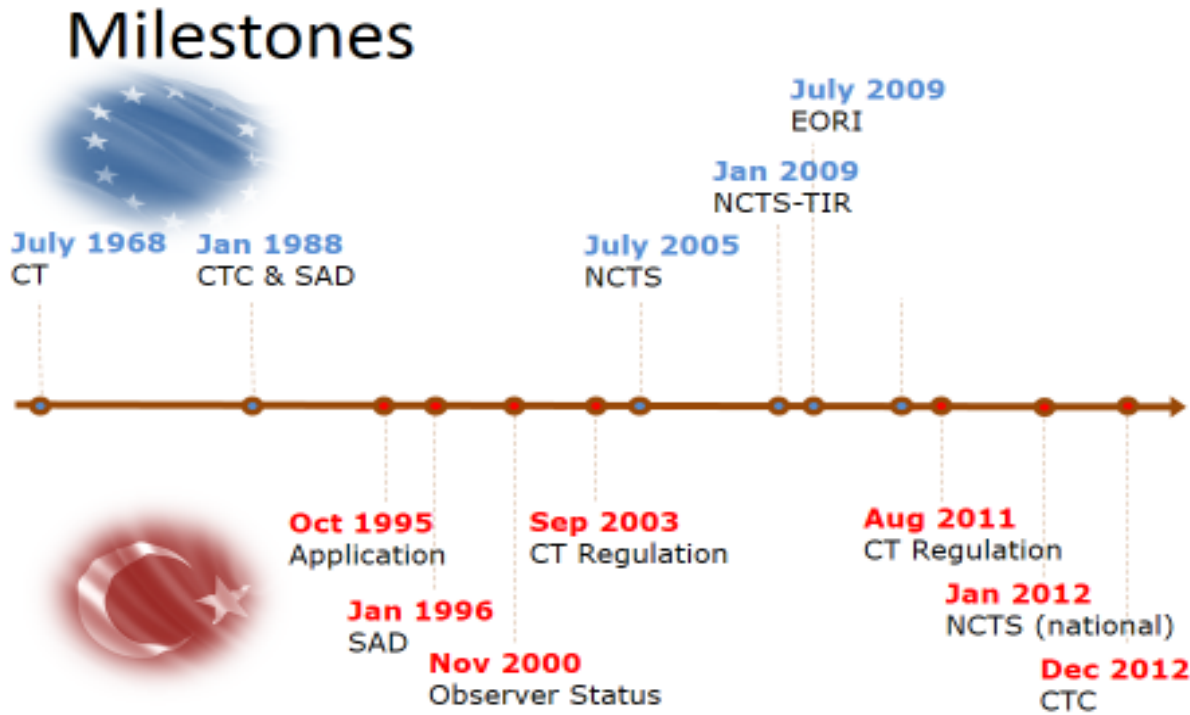 Milestones
July 2009
EORI
Jan 2009
NCTS-TIR
July 1968
CT
Jan 1988
CTC & SAD
July 2005
NCTS
Oct 1995
Application
Sep 2003
CT Regulation
Aug 2011
CT Regulation
Jan 1996
SAD
Jan 2012
NCTS (national)
Nov 2000
Observer Status
Dec 2012
CTC